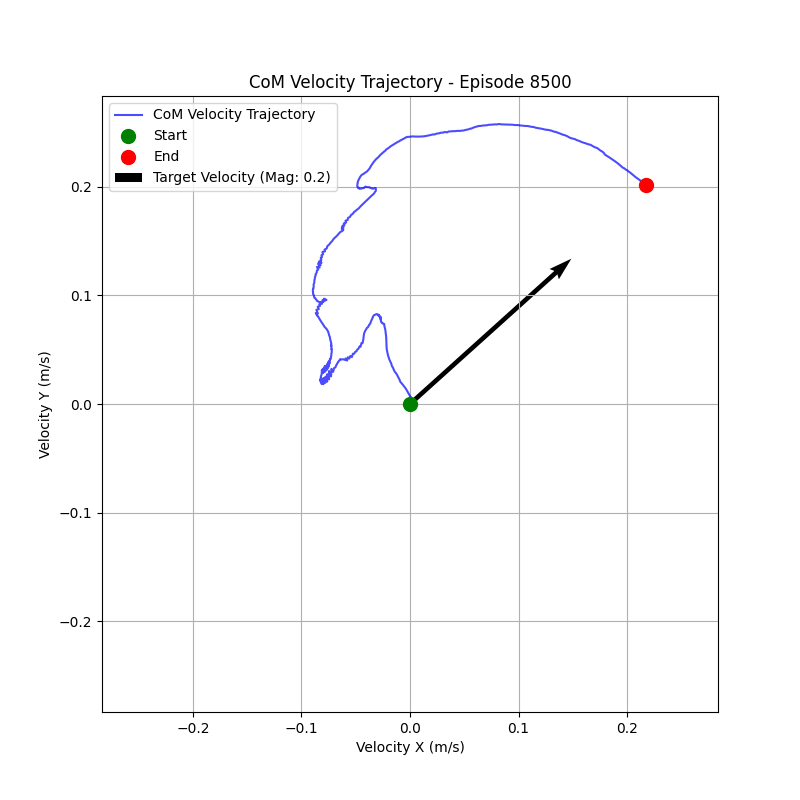 CoM Velocity Trajectory - Episode 8500
CoM Velocity Trajectory
Start
End
Target Velocity (Mag: 0.2)
0.2
0.1
0.0
−0.1
−0.2
Velocity Y (m/s)
−0.2
−0.1
0.0
0.1
0.2
Velocity X (m/s)